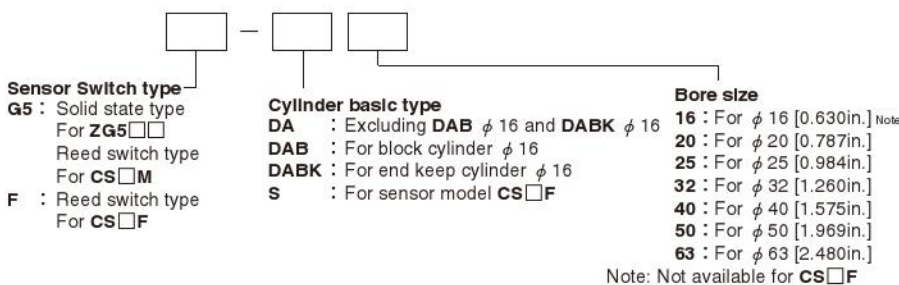 —
Sensor Switch type
G5 : Solid state type
For ZG5□□
Reed switch type
For CS□M
F : Reed switch type
For CS□F
Cylinder basic type
DA : Excluding DAB φ 16 and DABK φ 16
DAB : For block cylinder φ 16
DABK : For end keep cylinder φ 16
S : For sensor model CS□F
Bore size
16 : For φ 16 [0.630in.] Note
20 : For φ 20 [0.787in.]
25 : For φ 25 [0.984in.]
32 : For φ 32 [1.260in.]
40 : For φ 40 [1.575in.]
50 : For φ 50 [1.969in.]
63 : For φ 63 [2.480in.]
Note: Not available for CS□F